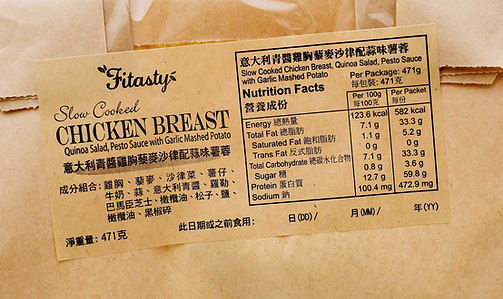 Fitasty
Slow Cooked
CHICKEN BREAST
Quinoa Salad, Pesto Sauce with Garlic Mashed Potato
意大利青醬雞胸藜麥沙律配蒜味薯蓉
成分組合: 雞胸、藜麥、沙律菜、薯仔、
牛奶、蒜、意大利青醬、羅勒、
巴馬臣芝士、橄欖油、松子、鹽、
橄欖油、黑椒碎
淨重量: 471克
此日期或之前食用:
日(DD) /
月(MM) /
年(YY)
意大利青醬雞胸藜麥沙律配蒜味薯蓉
Slow Cooked Chicken Breast, Quinoa Salad, Pesto Sauce
with Garlic Mashed Potato
Per Package: 471g
每包裝: 471克
Nutrition Facts
營養成份
Per 100g
每100克
Per Packet
每份
Energy 總熱量 123.6 kcal 582 kcal
Total Fat 總脂肪 7.1 g 33.3 g
Saturated Fat 飽和脂肪 1.1 g 5.2 g
Trans Fat 反式脂肪 0 g 0 g
Total Carbohydrate 總碳水化合物 7.1 g 33.3 g
Sugar 糖 0.8 g 3.6 g
Protein 蛋白質 12.7 g 59.8 g
Sodium 鈉 100.4 mg 472.9 mg